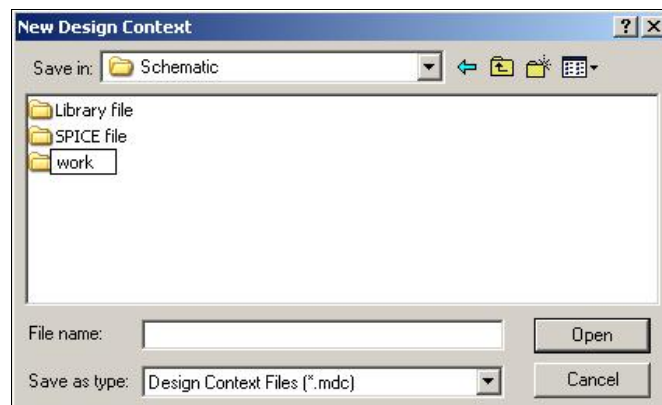 New Design Context
Save in: Schematic
Library file
SPICE file
work
File name:
Open
Save as type: Design Context Files (*.mdc)
Cancel